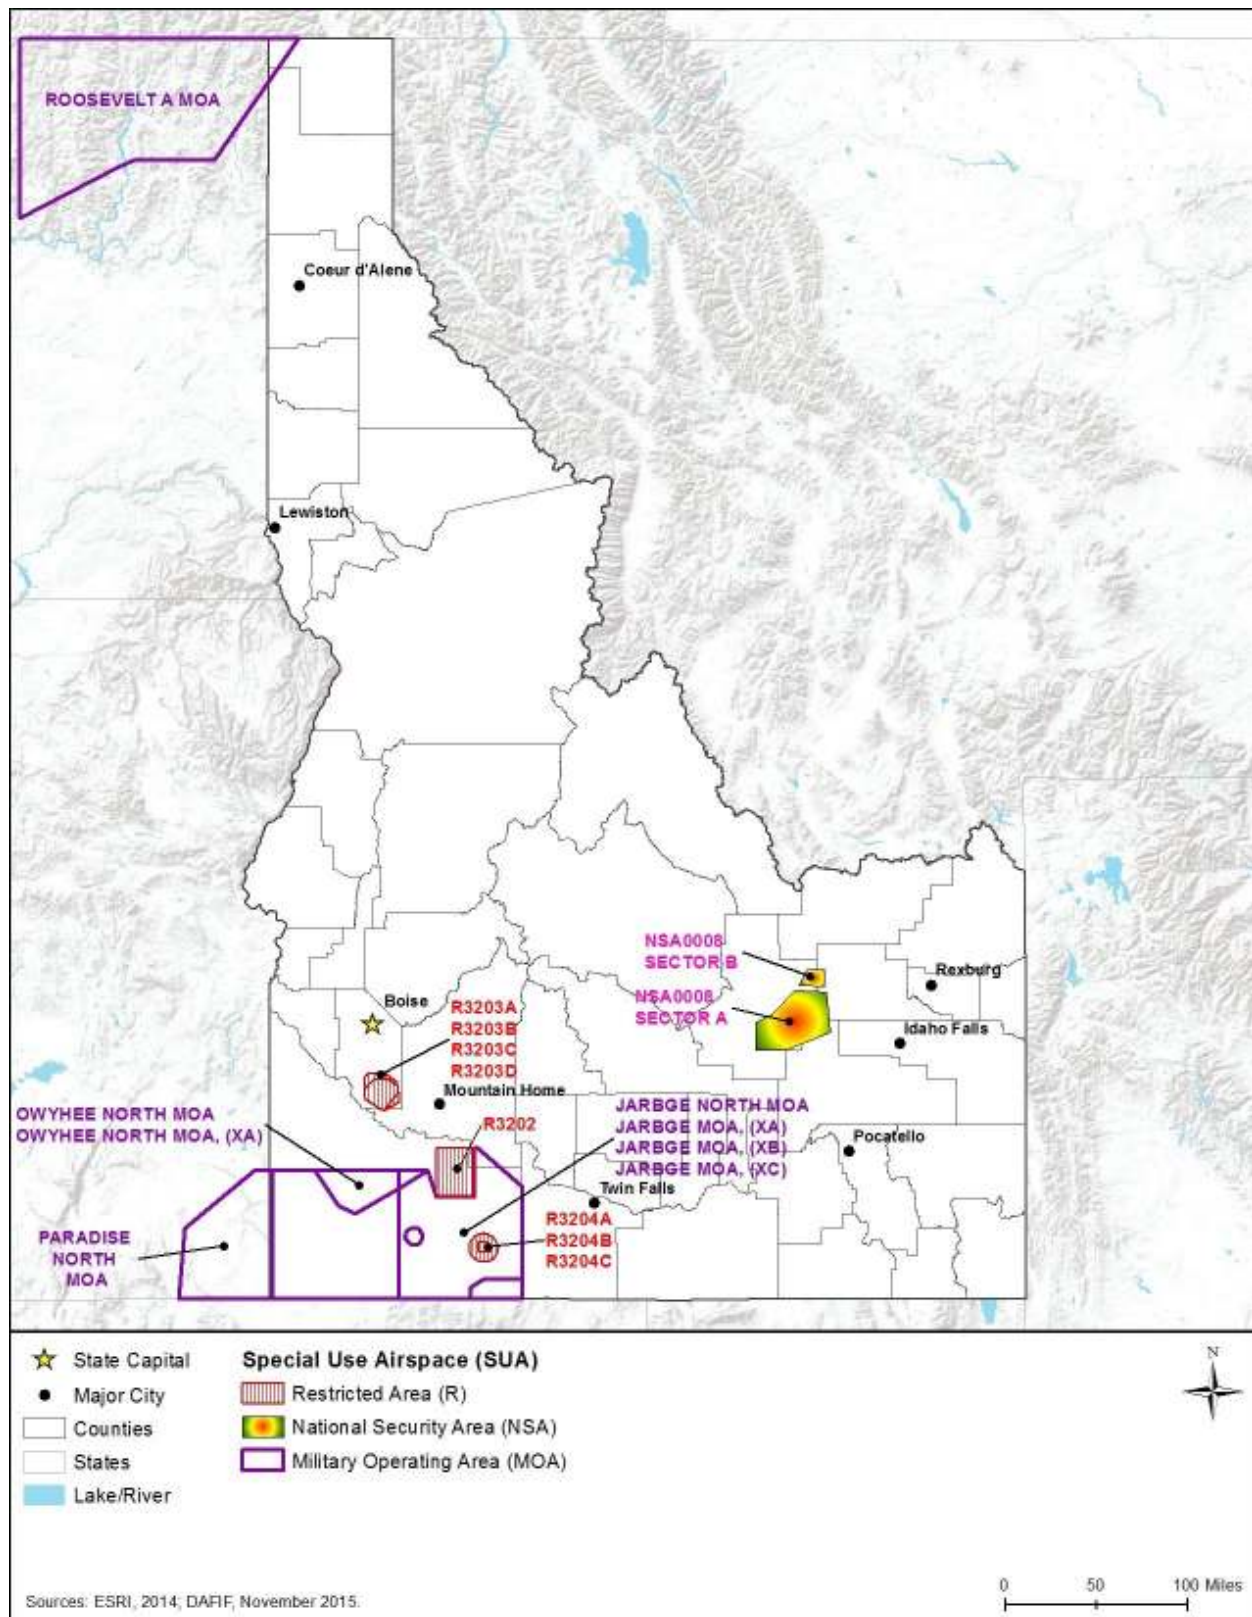 ROOSEVELT A MOA
Coeur d'Alene
Lewiston
NSA0008
SECTOR B
Rexburg
NSA0008
SECTOR A
Boise
R3203A
R3203B
R3203C
R3203D
Idaho Falls
Mountain Home
OWYHEE NORTH MOA
OWYHEE NORTH MOA, (XA)
R3202
JARBGE NORTH MOA
JARBGE MOA, (XA)
JARBGE MOA, (XB)
JARBGE MOA, (XC)
Pocatello
Twin Falls
PARADISE
NORTH
MOA
R3204A
R3204B
R3204C
State Capital
Major City
Counties
States
Lake/River
Special Use Airspace (SUA)
Restricted Area (R)
National Security Area (NSA)
Military Operating Area (MOA)
N
Sources: ESRI, 2014; DAFIF, November 2015.
0 50 100 Miles